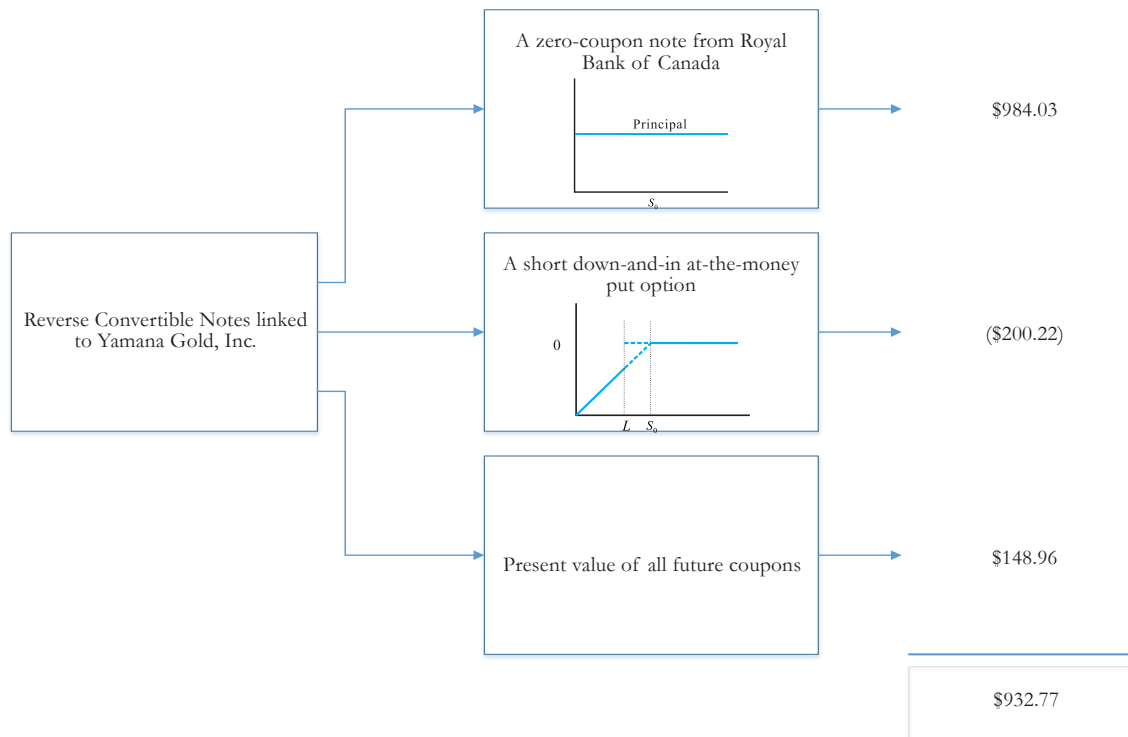 A zero-coupon note from Royal
Bank of Canada
Principal
S₀
$984.03
Reverse Convertible Notes linked
to Yamana Gold, Inc.
A short down-and-in at-the-money
put option
0
L S₀
($200.22)
Present value of all future coupons
$148.96
$932.77